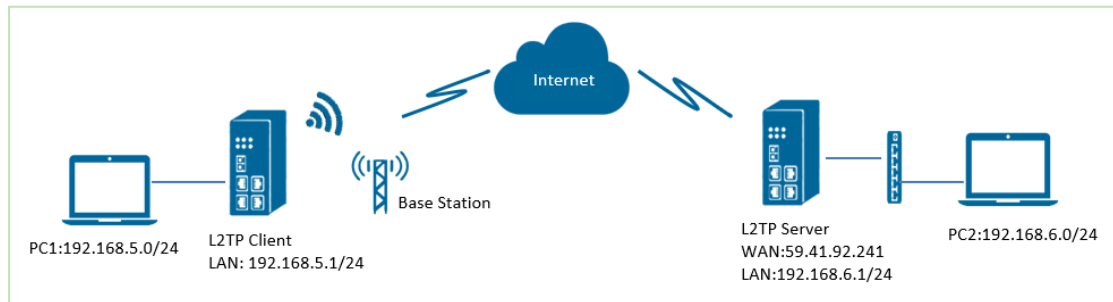 Internet
Base Station
PC1:192.168.5.0/24
L2TP Client
LAN: 192.168.5.1/24
L2TP Server
WAN:59.41.92.241
LAN:192.168.6.1/24
PC2:192.168.6.0/24